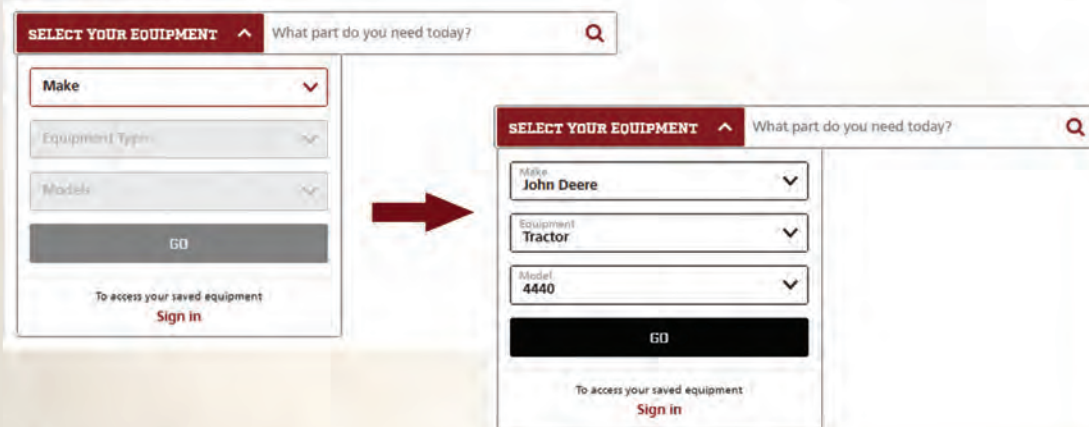 SELECT YOUR EQUIPMENT
What part do you need today?
Make
Equipment Type
Models
GO
To access your saved equipment
Sign in
SELECT YOUR EQUIPMENT
What part do you need today?
Make
John Deere
Equipment
Tractor
Model
4440
GO
To access your saved equipment
Sign in